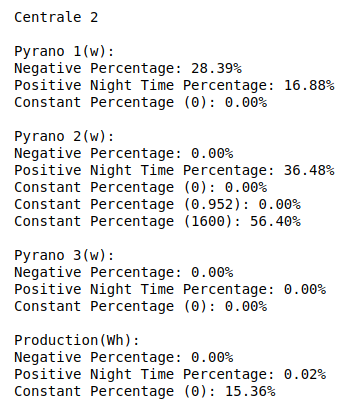 Centrale 2
Pyrano 1(w):
Negative Percentage: 28.39%
Positive Night Time Percentage: 16.88%
Constant Percentage (0): 0.00%
Pyrano 2(w):
Negative Percentage: 0.00%
Positive Night Time Percentage: 36.48%
Constant Percentage (0): 0.00%
Constant Percentage (0.952): 0.00%
Constant Percentage (1600): 56.40%
Pyrano 3(w):
Negative Percentage: 0.00%
Positive Night Time Percentage: 0.00%
Constant Percentage (0): 0.00%
Production(Wh):
Negative Percentage: 0.00%
Positive Night Time Percentage: 0.02%
Constant Percentage (0): 15.36%